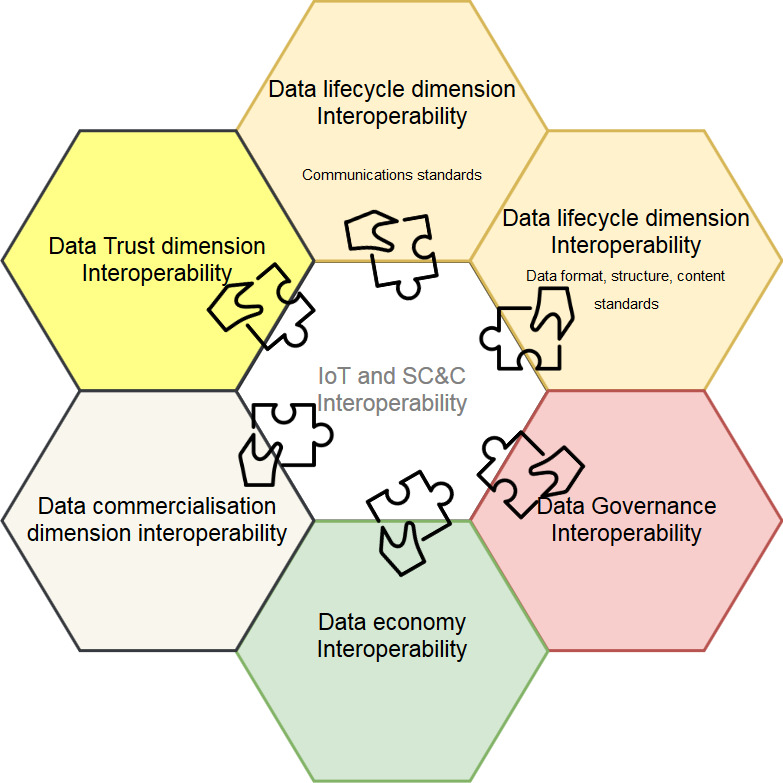 Data lifecycle dimension
Interoperability
Communications standards
Data lifecycle dimension
Interoperability
Data format, structure, content
standards
Data Trust dimension
Interoperability
IoT and SC&C
Interoperability
Data commercialisation
dimension interoperability
Data Governance
Interoperability
Data economy
Interoperability